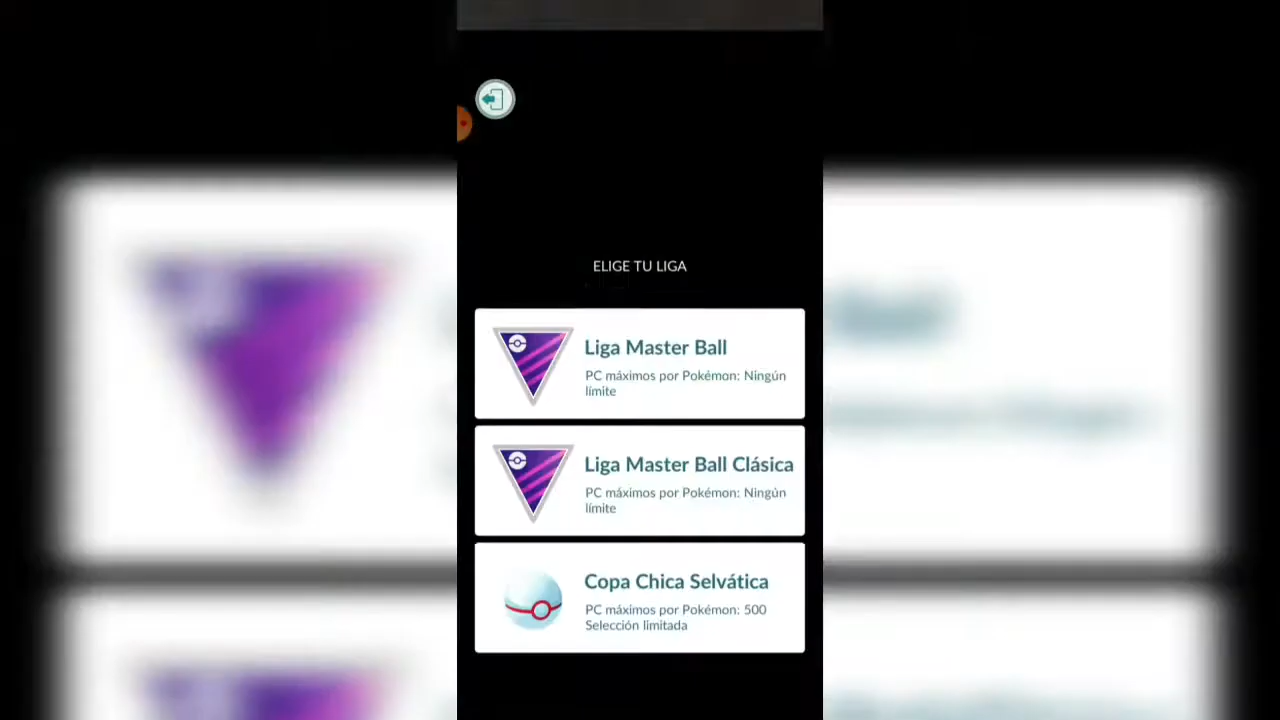 ELIGE TU LIGA
Liga Master Ball
PC máximos por Pokémon: Ningún
límite
Liga Master Ball Clásica
PC máximos por Pokémon: Ningún
límite
Copa Chica Selvática
PC máximos por Pokémon: 500
Selección limitada